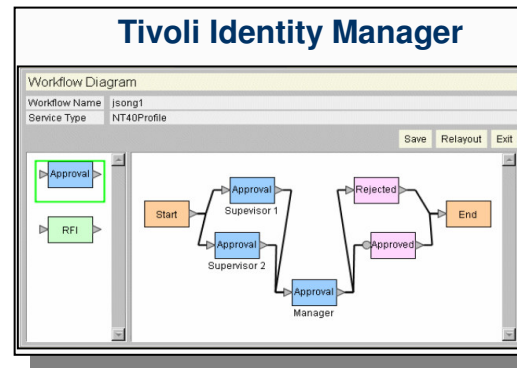 Tivoli Identity Manager
Workflow Diagram
Workflow Name jsong1
Service Type NT40Profile
Save Relayout Exit
Approval
RFI
Start
Approval
Supevisor 1
Approval
Supervisor 2
Approval
Manager
Rejected
Approved
End